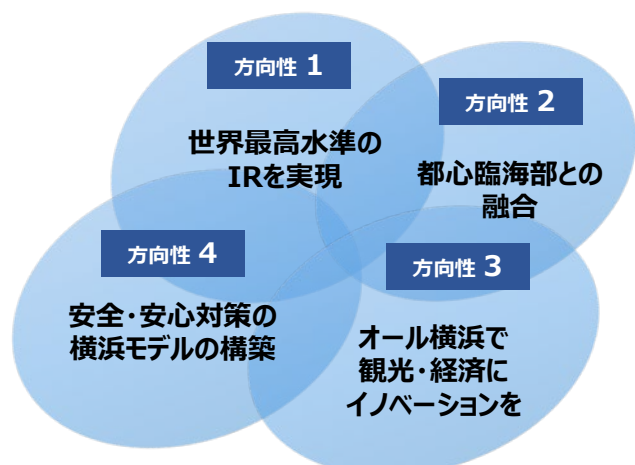 方向性 1
世界最高水準の
IRを実現
方向性 2
都心臨海部との
融合
方向性 3
オール横浜で
観光・経済に
イノベーションを
方向性 4
安全・安心対策の
横浜モデルの構築